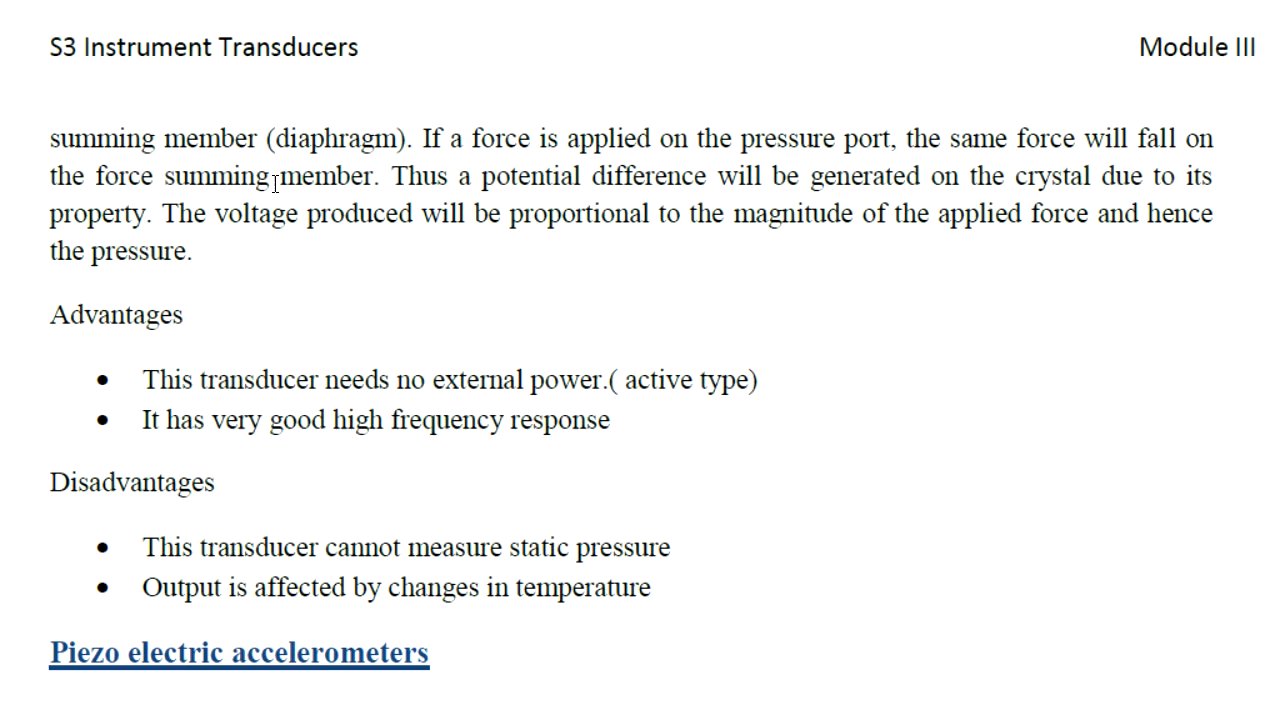 S3 Instrument Transducers Module III
summing member (diaphragm). If a force is applied on the pressure port, the same force will fall on
the force summing member. Thus a potential difference will be generated on the crystal due to its
property. The voltage produced will be proportional to the magnitude of the applied force and hence
the pressure.
Advantages
• This transducer needs no external power.( active type)
• It has very good high frequency response
Disadvantages
• This transducer cannot measure static pressure
• Output is affected by changes in temperature
Piezo electric accelerometers